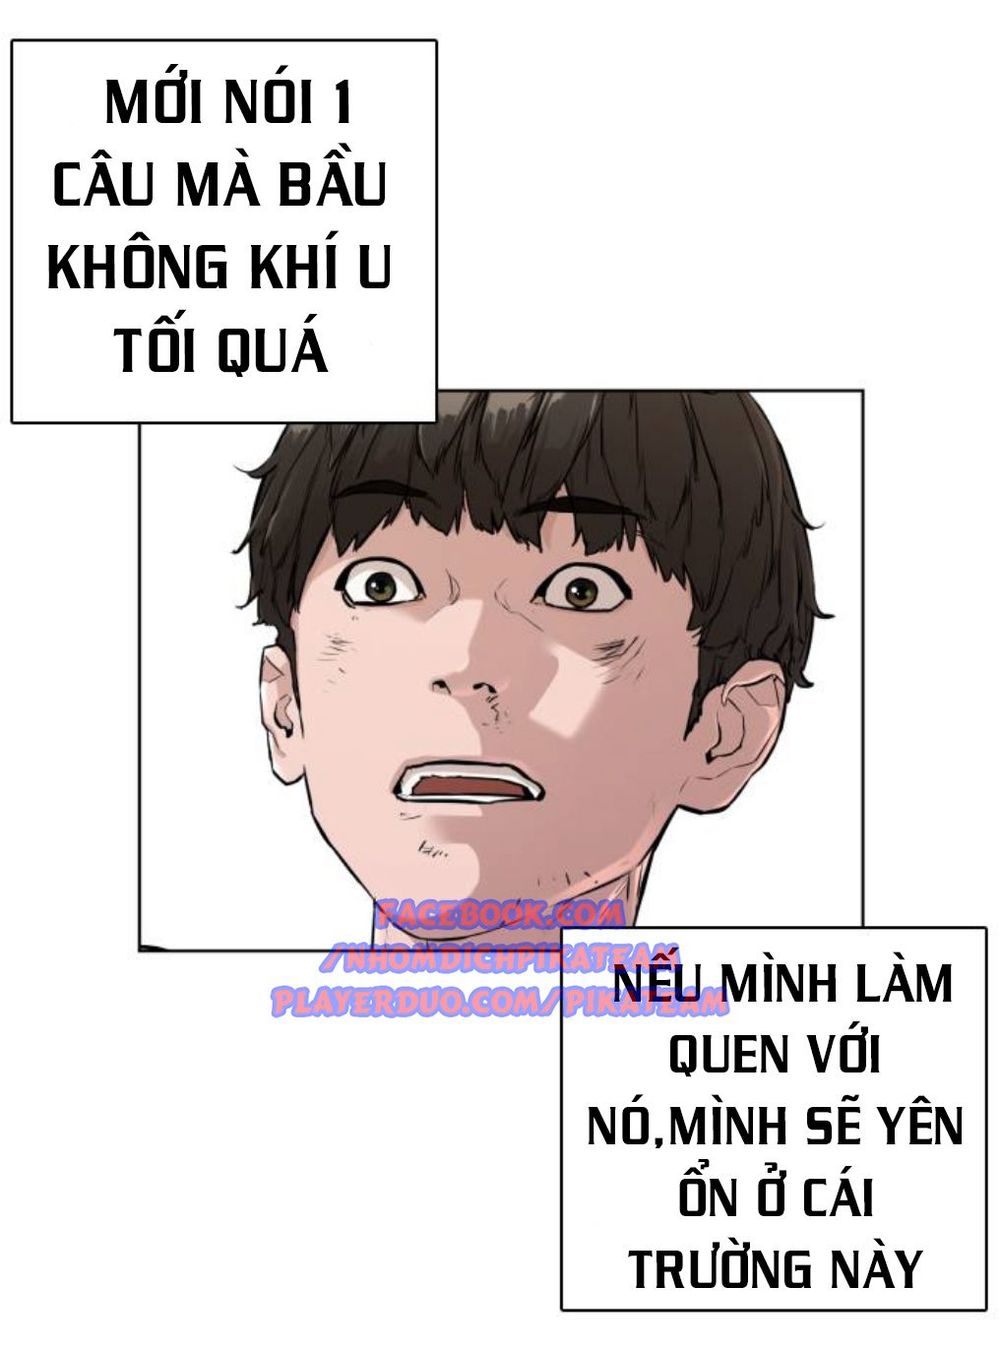 MỚI NÓI 1
CÂU MÀ BẦU
KHÔNG KHÍ U
TỐI QUÁ
FACEBOOK.COM
/NHOMDICHPIKATEAM
PLAYERDUO.COM/PIKATEAM
NẾU MÌNH LÀM
QUEN VỚI
NÓ,MÌNH SẼ YÊN
ỔN Ở CÁI
TRƯỜNG NÀY